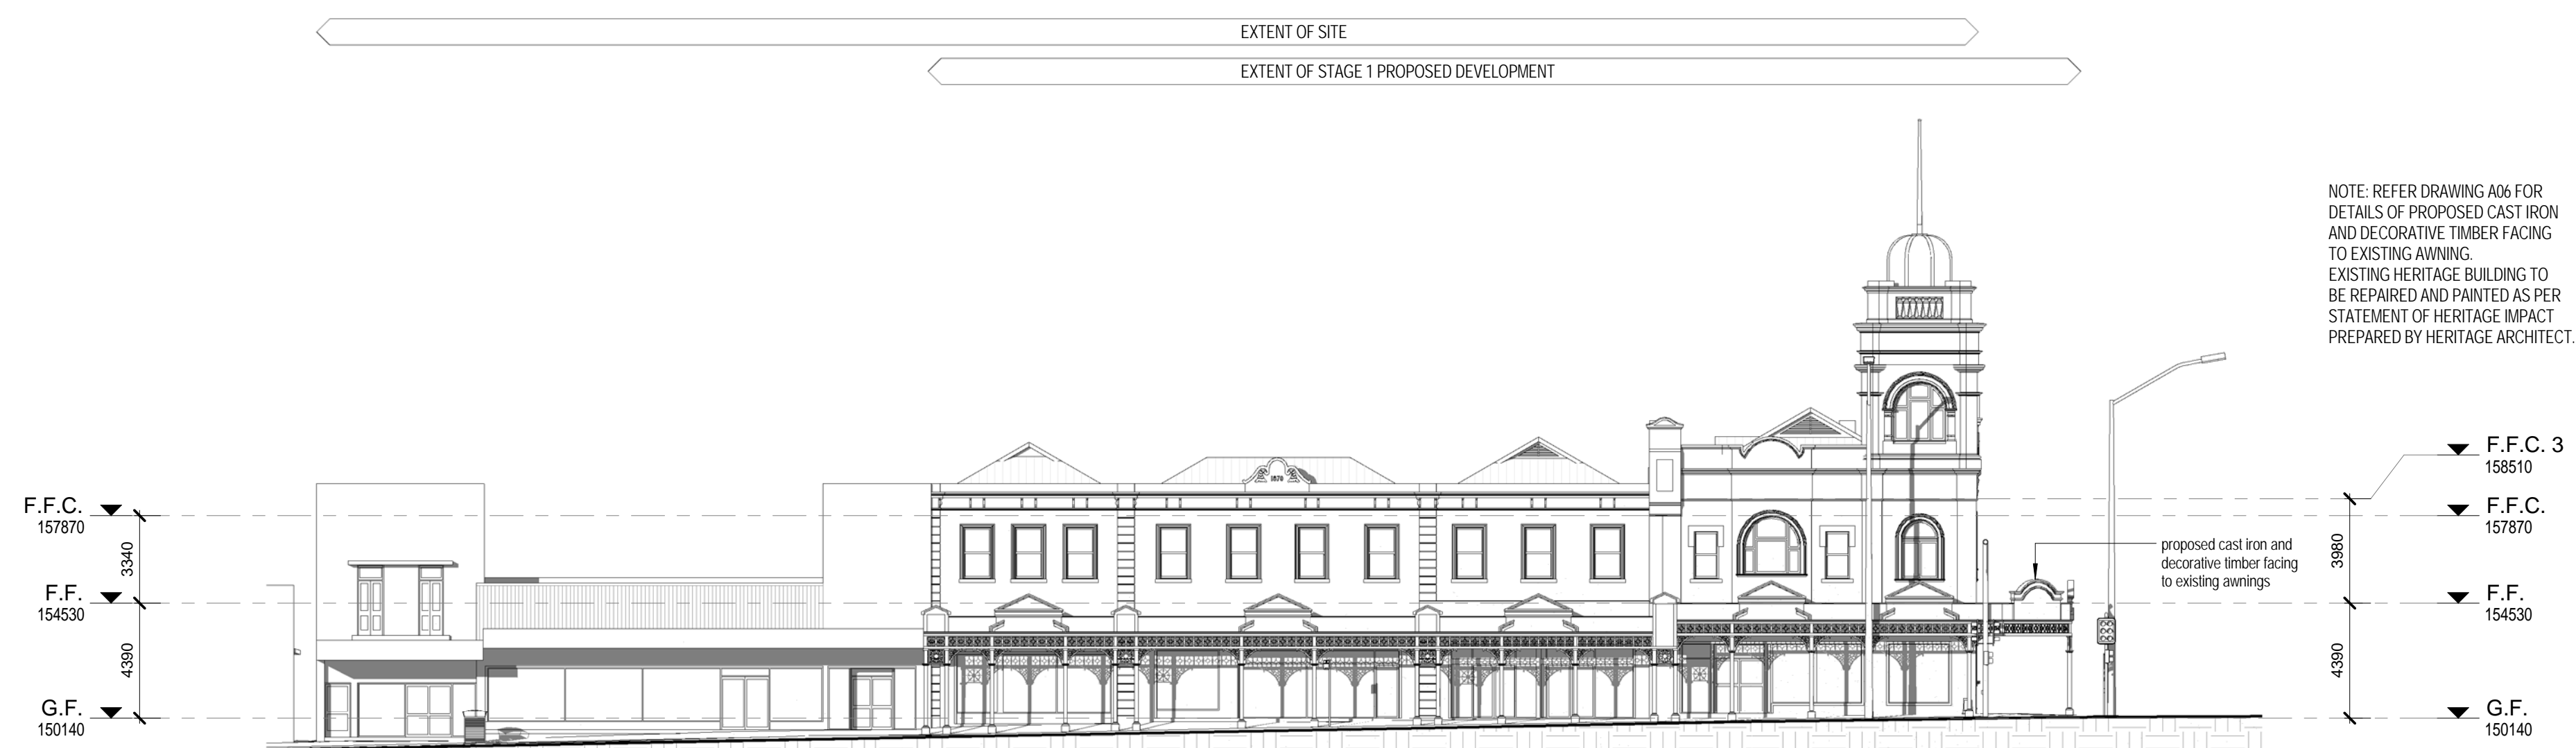 EXTENT OF SITE
EXTENT OF STAGE 1 PROPOSED DEVELOPMENT
NOTE: REFER DRAWING A06 FOR
DETAILS OF PROPOSED CAST IRON
AND DECORATIVE TIMBER FACING
TO EXISTING AWNING.
EXISTING HERITAGE BUILDING TO
BE REPAIRED AND PAINTED AS PER
STATEMENT OF HERITAGE IMPACT
PREPARED BY HERITAGE ARCHITECT.
F.F.C.
157870
3340
F.F.
154530
4390
G.F.
150140
1870
proposed cast iron and
decorative timber facing
to existing awnings
F.F.C. 3
158510
F.F.C.
157870
3980
F.F.
154530
4390
G.F.
150140